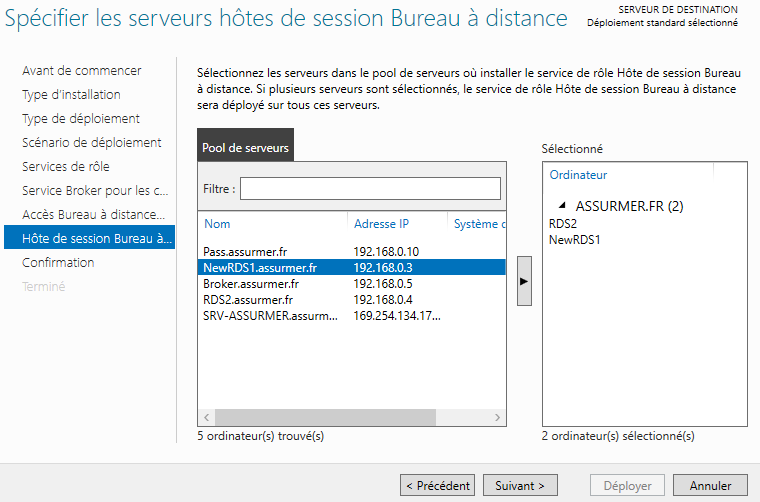 Spécifier les serveurs hôtes de session Bureau à distance
SERVEUR DE DESTINATION
Déploiement standard sélectionné
Avant de commencer
Type d'installation
Type de déploiement
Scénario de déploiement
Services de rôle
Service Broker pour les c...
Accès Bureau à distance...
Hôte de session Bureau à...
Confirmation
Terminé
Sélectionnez les serveurs dans le pool de serveurs où installer le service de rôle Hôte de session Bureau
à distance. Si plusieurs serveurs sont sélectionnés, le service de rôle Hôte de session Bureau à distance
sera déployé sur tous ces serveurs.
Pool de serveurs
Filtre :
Nom Adresse IP Système d
Pass.assurmer.fr 192.168.0.10
NewRDS1.assurmer.fr 192.168.0.3
Broker.assurmer.fr 192.168.0.5
RDS2.assurmer.fr 192.168.0.4
SRV-ASSURMER.assurm... 169.254.134.17...
5 ordinateur(s) trouvé(s)
Sélectionné
Ordinateur
ASSURMER.FR (2)
RDS2
NewRDS1
2 ordinateur(s) sélectionné(s)
< Précédent
Suivant >
Déployer
Annuler